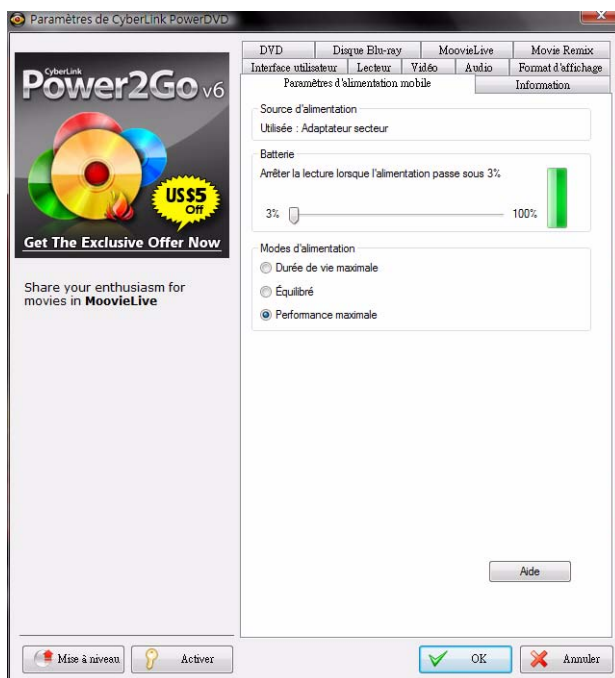 Paramètres de CyberLink PowerDVD
CyberLink
Power2Go v6
US$5
Off
Get The Exclusive Offer Now
Share your enthusiasm for
movies in MoovieLive
DVD
Disque Blu-ray
MoovieLive
Movie Remix
Interface utilisateur
Lecteur
Vidéo
Audio
Format d'affichage
Paramètres d'alimentation mobile
Information
Source d'alimentation
Utilisée : Adaptateur secteur
Batterie
Arrêter la lecture lorsque l'alimentation passe sous 3%
3%
100%
Modes d'alimentation
Durée de vie maximale
Équilibré
Performance maximale
Aide
Mise à niveau
Activer
OK
Annuler